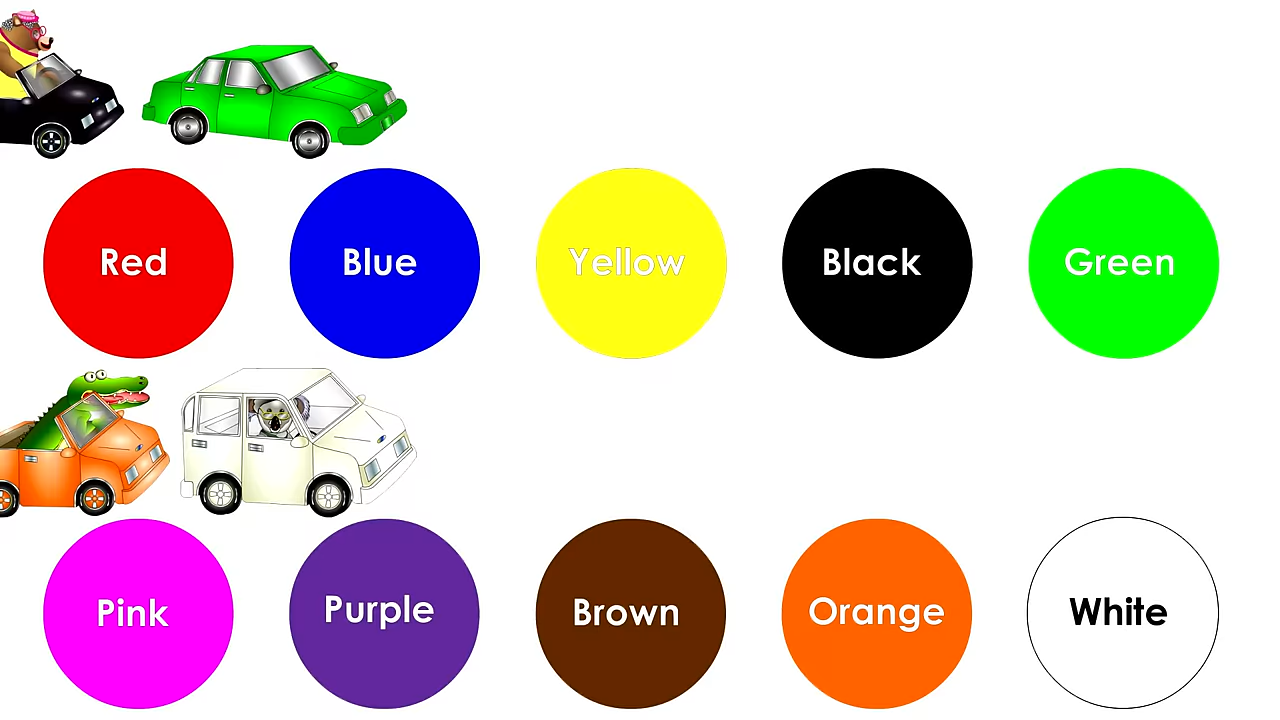 Red
Blue
Yellow
Black
Green
Pink
Purple
Brown
Orange
White